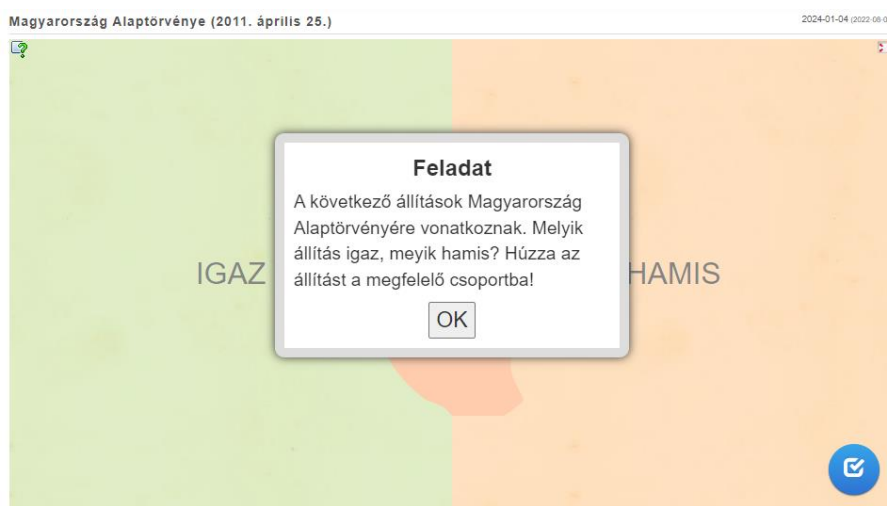 Magyarország Alaptörvénye (2011. április 25.)
2024-01-04
Feladat
A következő állítások Magyarország
Alaptörvényére vonatkoznak. Melyik
állítás igaz, meyik hamis? Húzza az
állítást a megfelelő csoportba!
IGAZ
HAMIS
OK